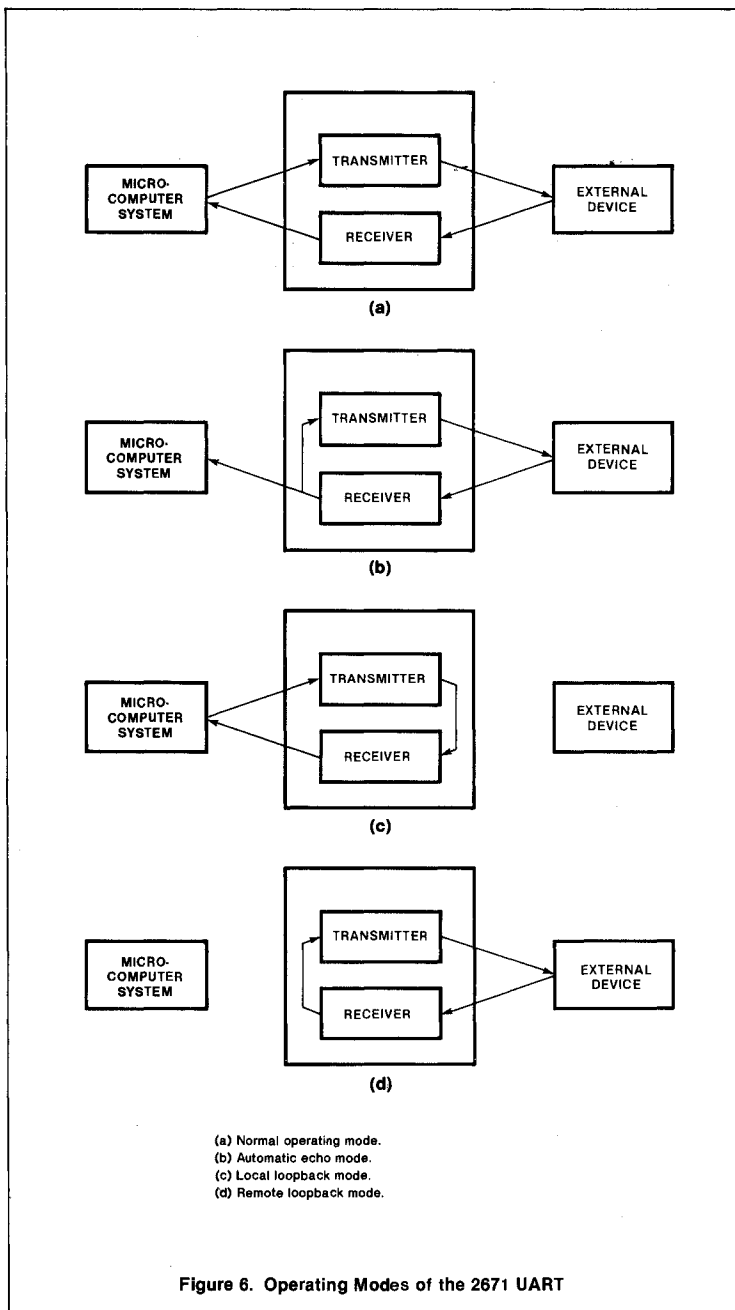 MICRO-
COMPUTER
SYSTEM
TRANSMITTER
RECEIVER
EXTERNAL
DEVICE
(a)
MICRO-
COMPUTER
SYSTEM
TRANSMITTER
RECEIVER
EXTERNAL
DEVICE
(b)
MICRO-
COMPUTER
SYSTEM
TRANSMITTER
RECEIVER
EXTERNAL
DEVICE
(c)
MICRO-
COMPUTER
SYSTEM
TRANSMITTER
RECEIVER
EXTERNAL
DEVICE
(d)
(a) Normal operating mode.
(b) Automatic echo mode.
(c) Local loopback mode.
(d) Remote loopback mode.
Figure 6. Operating Modes of the 2671 UART